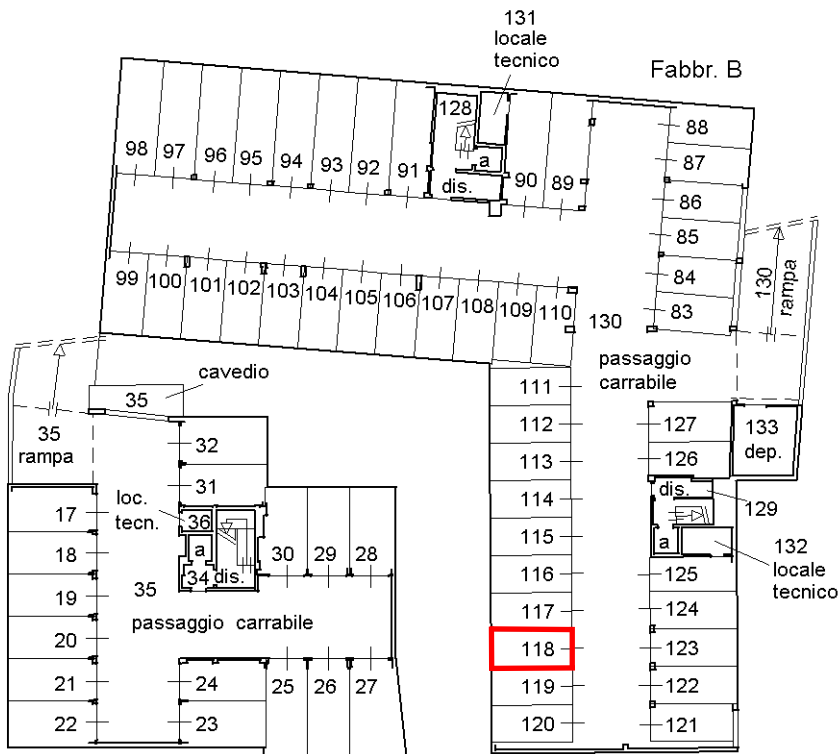 131
locale
tecnico
Fabbr. B
128
88
98 97 96 95 94 93 92 91 a 90 89 87
dis.
86
85
84
83
99 100 101 102 103 104 105 106 107 108 109 110
130
130
rampa
passaggio
carrabile
cavedio
35
35
rampa
111
112
113
114
115
116
117
118
119
120
127
126
133
dep.
dis.
129
a
132
locale
tecnico
125
124
123
122
121
32
31
loc.
tecn.
36
a
34 dis.
30 29 28
17
18
19
20
21
22
35
passaggio carrabile
24
23
25 26 27